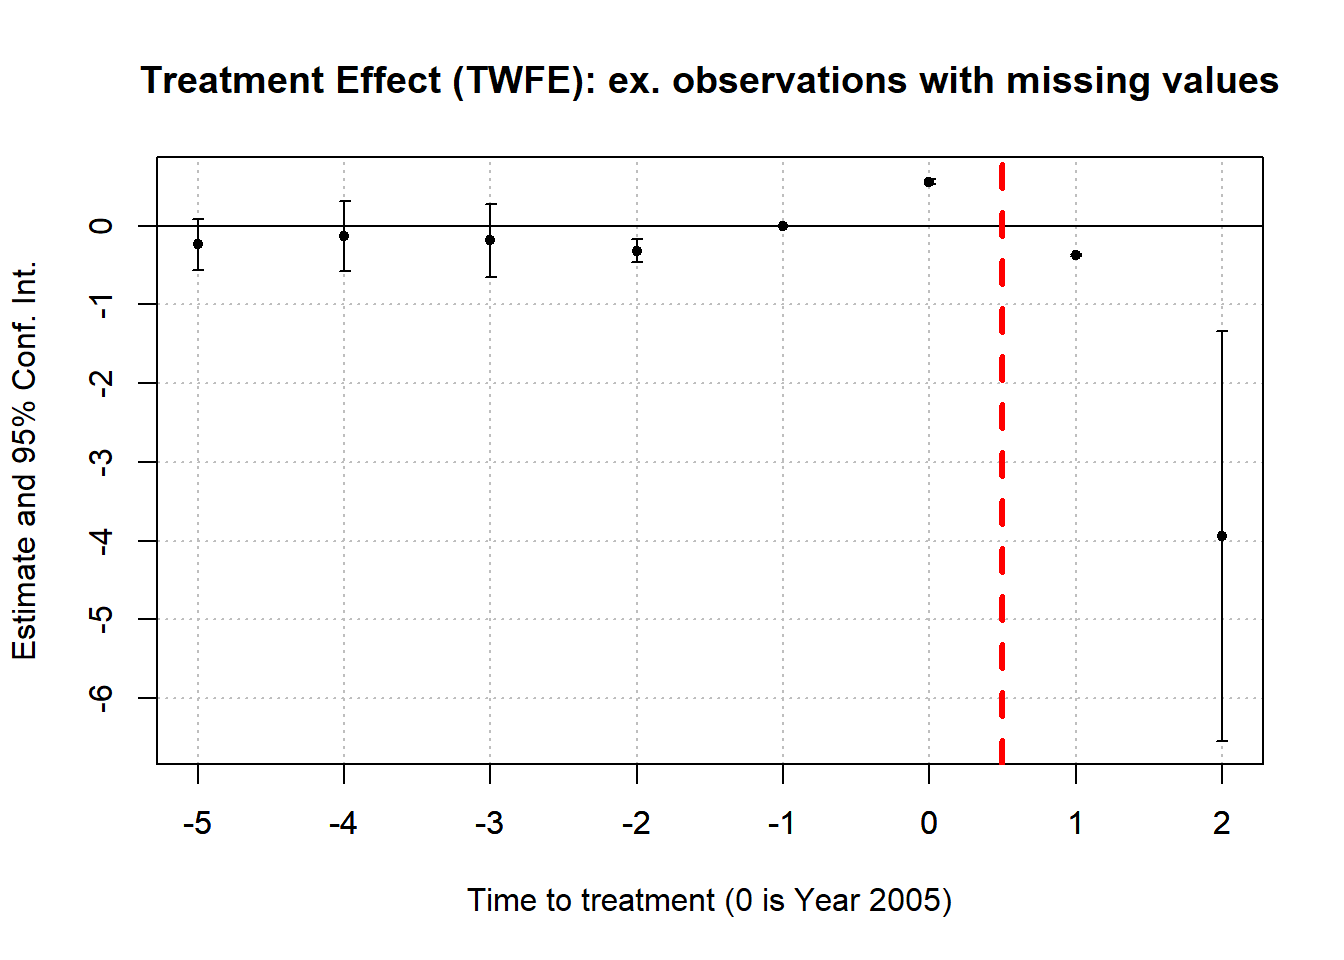 Treatment Effect (TWFE): ex. observations with missing values
Estimate and 95% Conf. Int.
0
-1
-2
-3
-4
-5
-6
-5 -4 -3 -2 -1 0 1 2
Time to treatment (0 is Year 2005)